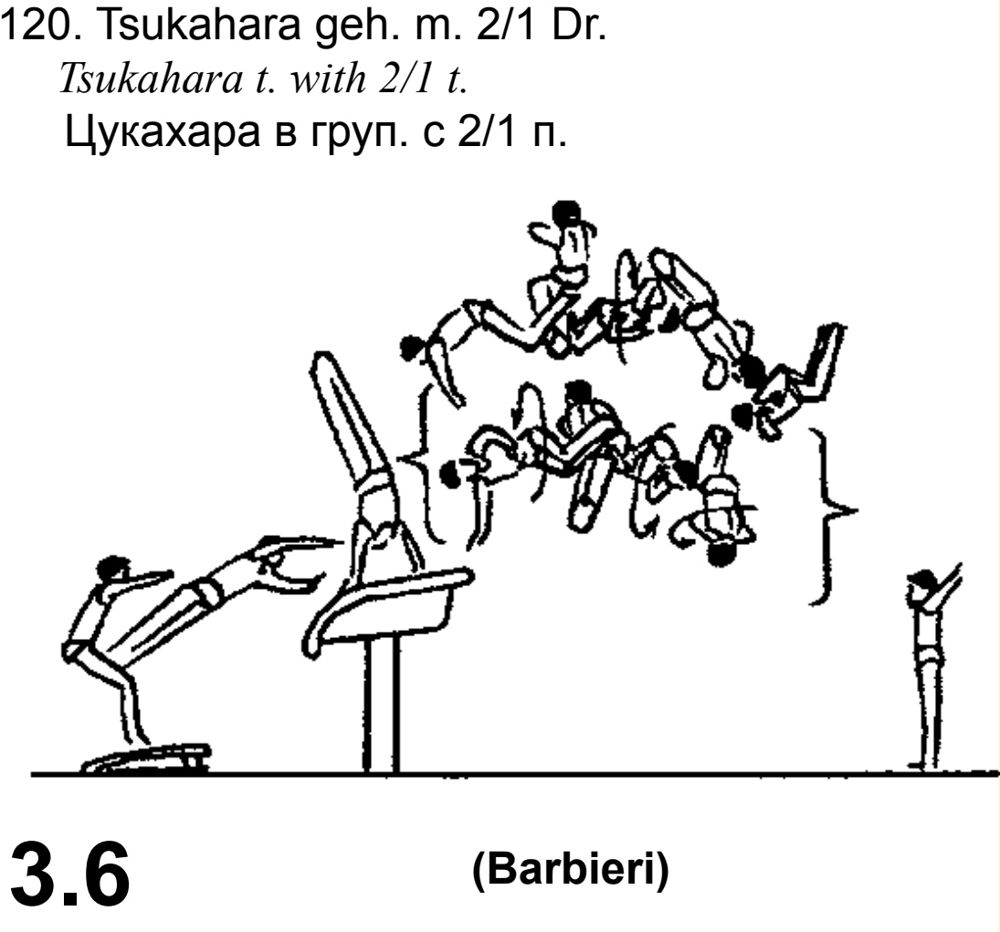 120. Tsukahara geh. m. 2/1 Dr.
Tsukahara t. with 2/1 t.
Цукахара в груп. с 2/1 п.
3.6 (Barbieri)